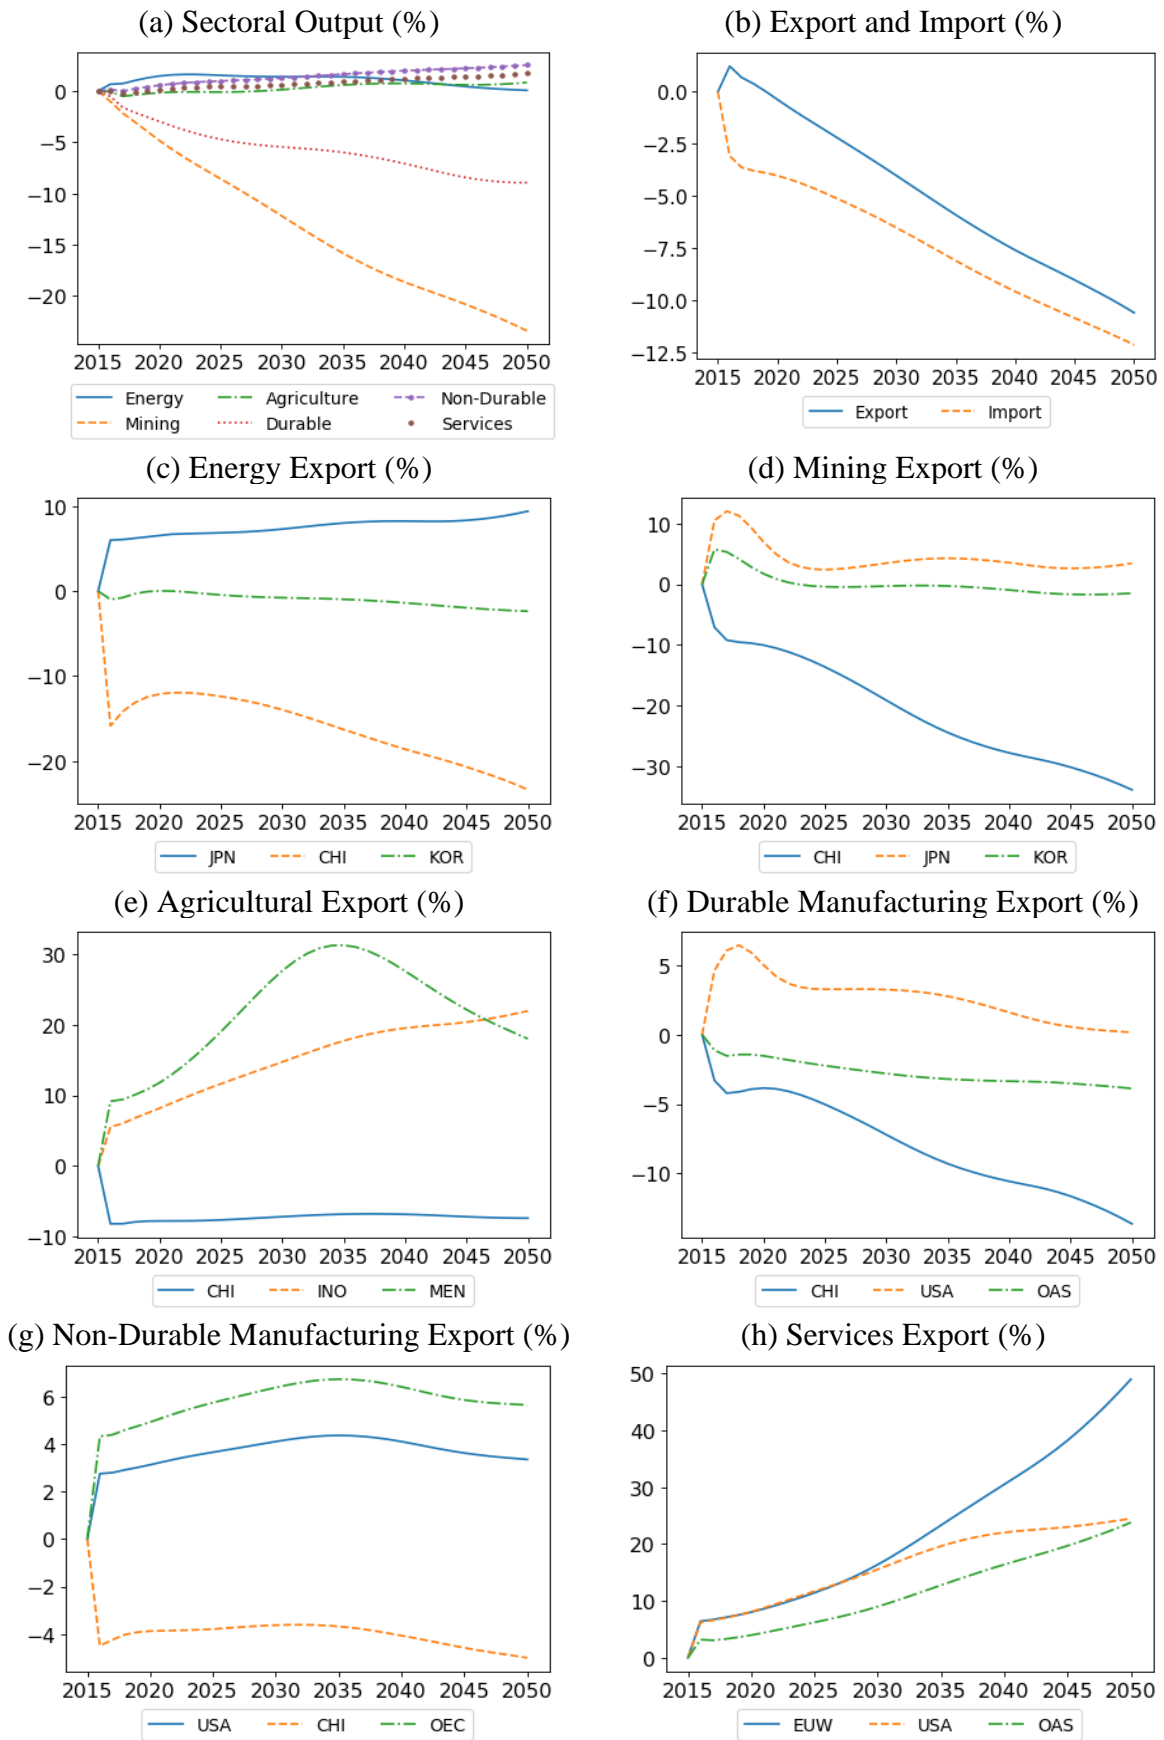 (a) Sectoral Output (%)
0
−5
−10
−15
−20
2015 2020 2025 2030 2035 2040 2045 2050
Energy Agriculture Non-Durable
Mining Durable Services
(b) Export and Import (%)
0.0
−2.5
−5.0
−7.5
−10.0
−12.5
2015 2020 2025 2030 2035 2040 2045 2050
Export Import
(c) Energy Export (%)
10
0
−10
−20
2015 2020 2025 2030 2035 2040 2045 2050
JPN CHI KOR
(d) Mining Export (%)
10
0
−10
−20
−30
2015 2020 2025 2030 2035 2040 2045 2050
CHI JPN KOR
(e) Agricultural Export (%)
30
20
10
0
−10
2015 2020 2025 2030 2035 2040 2045 2050
CHI INO MEN
(f) Durable Manufacturing Export (%)
5
0
−5
−10
2015 2020 2025 2030 2035 2040 2045 2050
CHI USA OAS
(g) Non-Durable Manufacturing Export (%)
6
4
2
0
−2
−4
2015 2020 2025 2030 2035 2040 2045 2050
USA CHI OEC
(h) Services Export (%)
50
40
30
20
10
0
2015 2020 2025 2030 2035 2040 2045 2050
EUW USA OAS